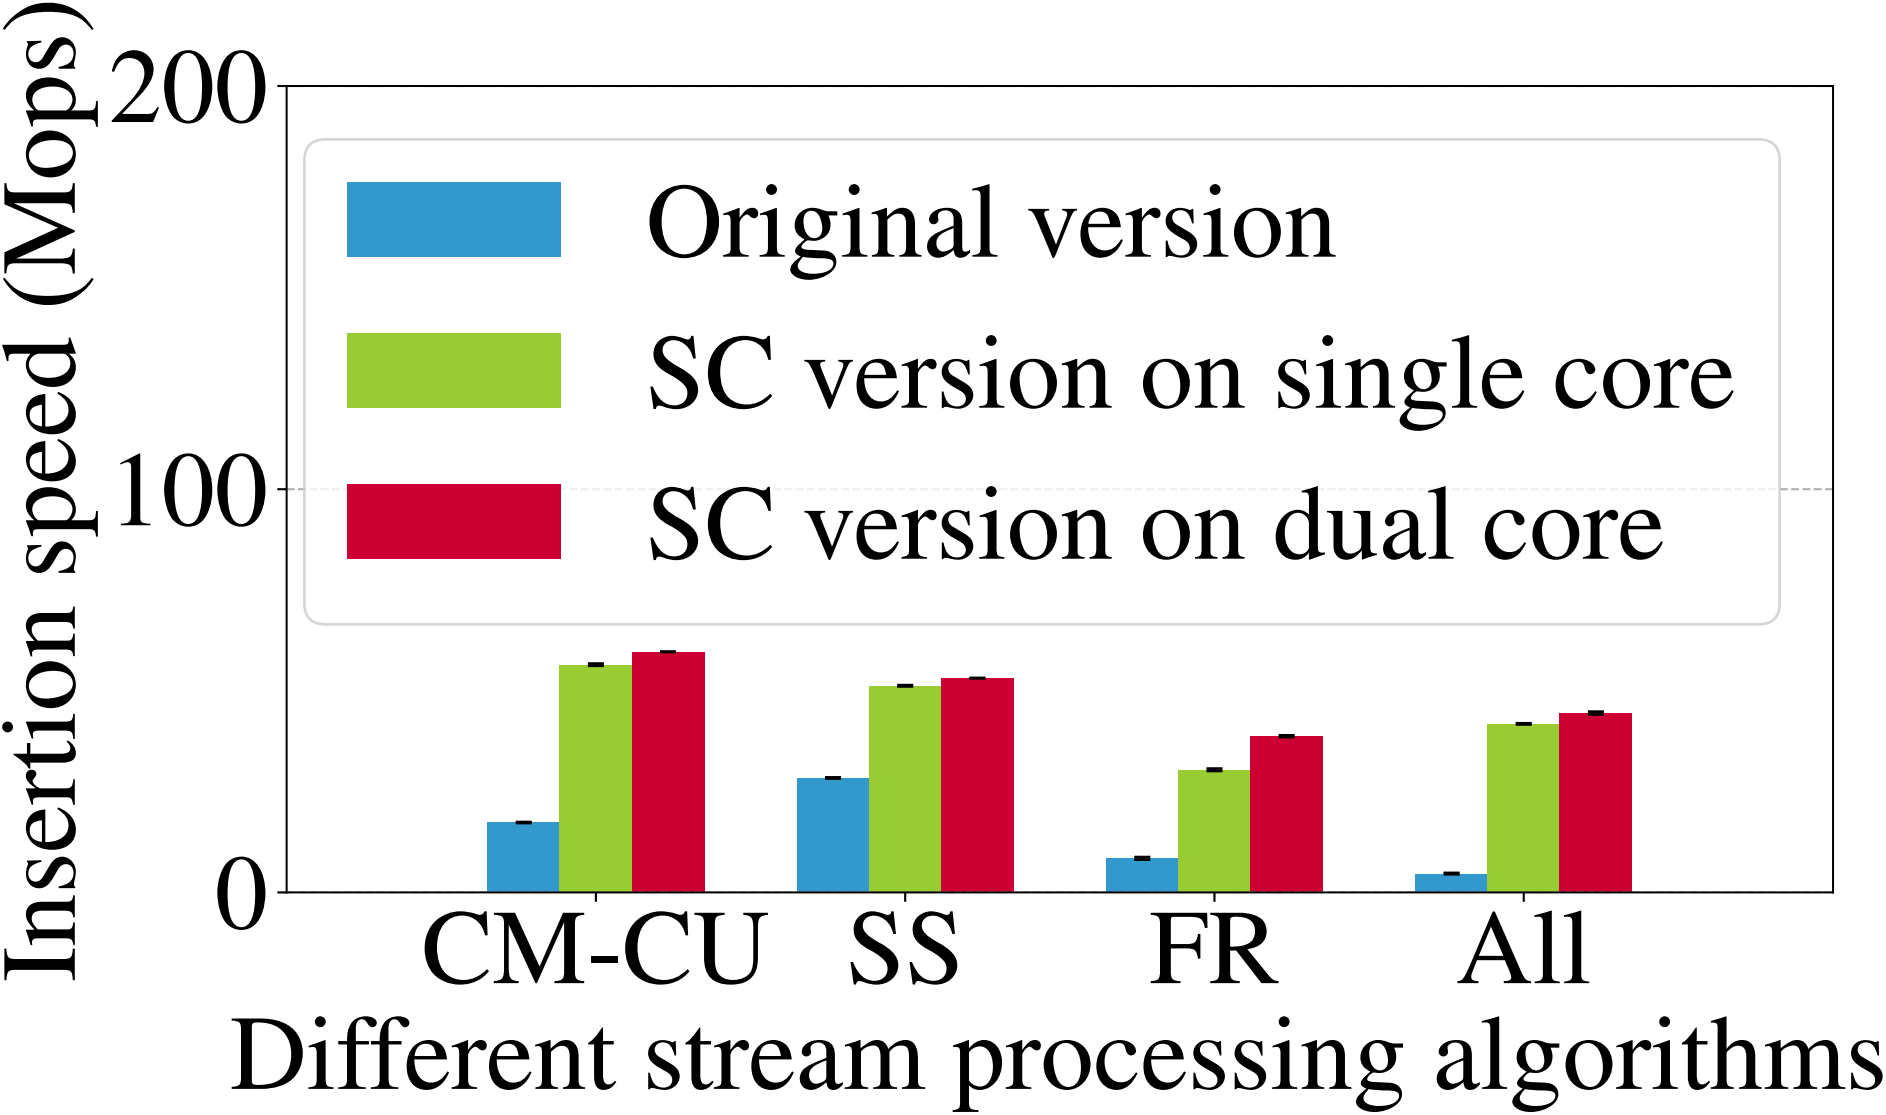 Insertion speed (Mops)
200
100
0
Original version
SC version on single core
SC version on dual core
CM-CU SS FR All
Different stream processing algorithms